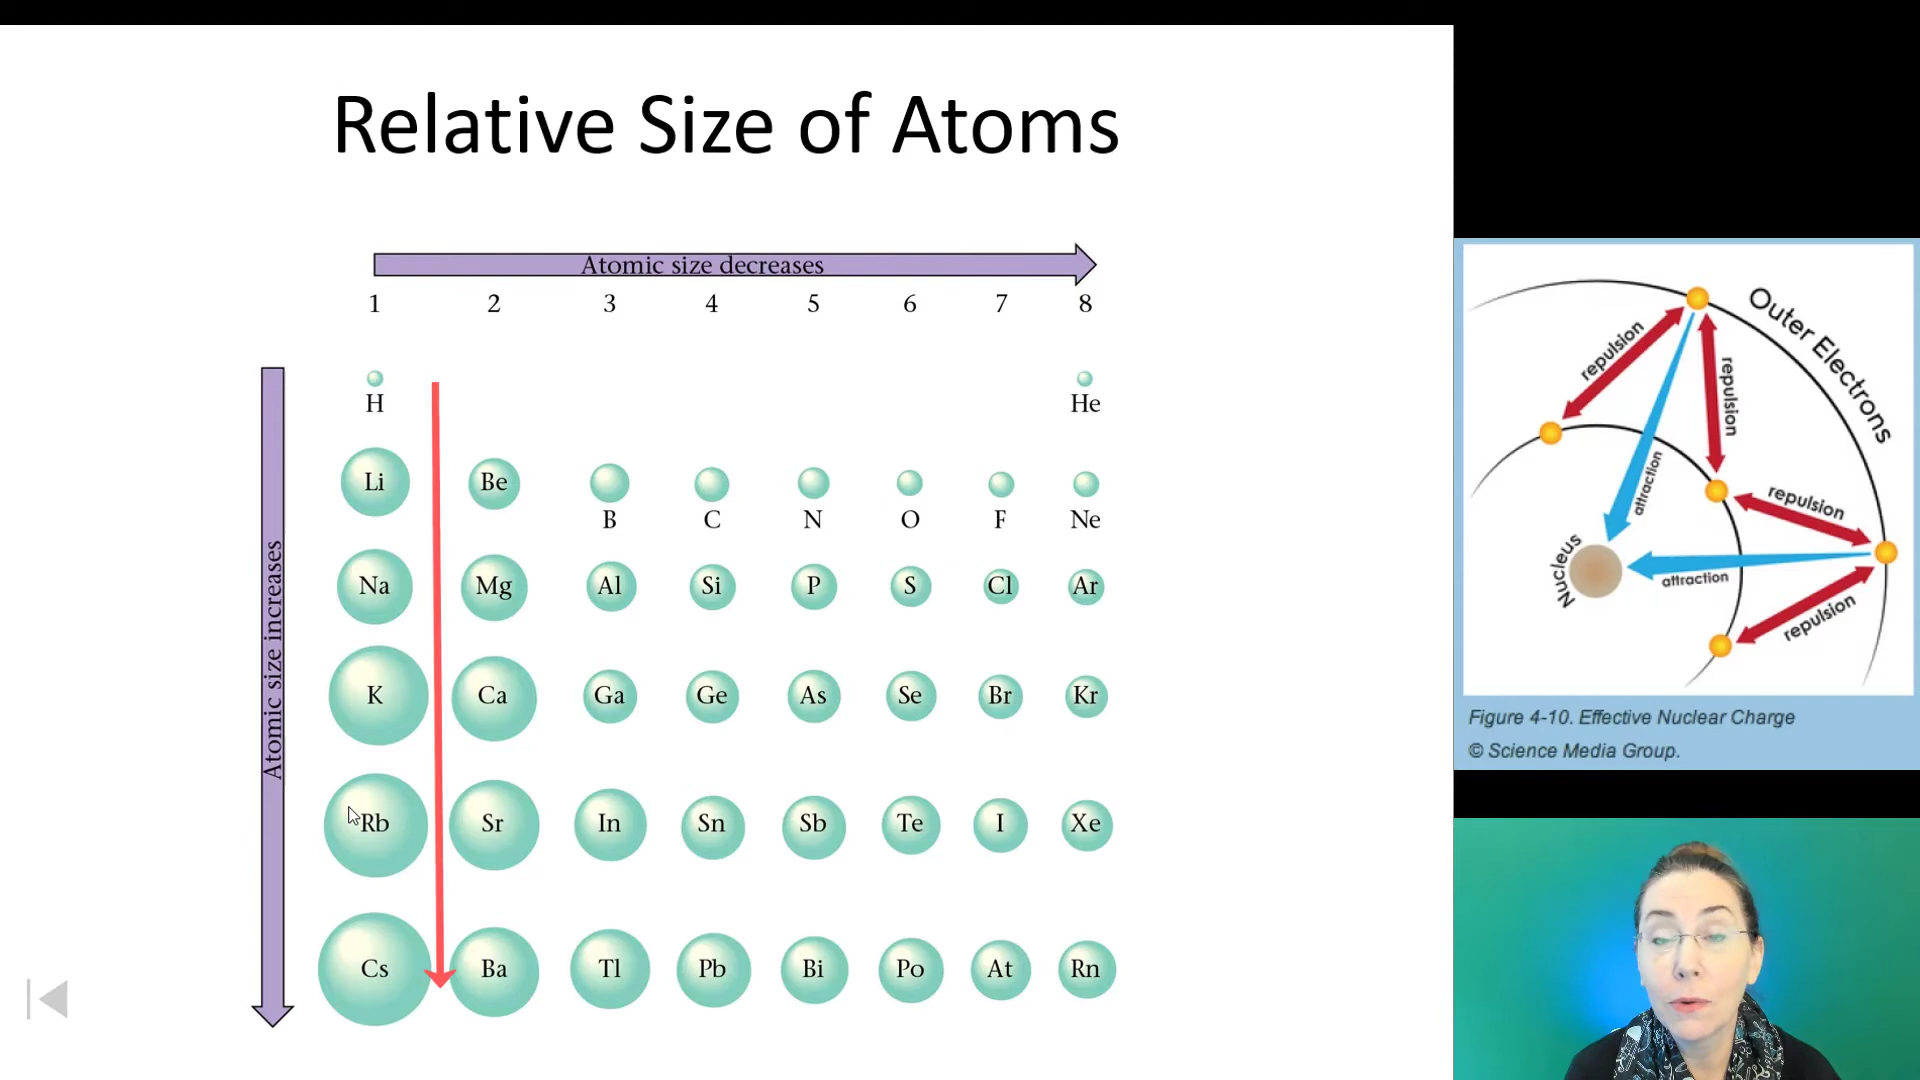 Relative Size of Atoms
Atomic size decreases
1 2 3 4 5 6 7 8
Atomic size increases
H He
Li Be
B C N O F Ne
Na Mg Al Si P S Cl Ar
K Ca Ga Ge As Se Br Kr
Rb Sr In Sn Sb Te I Xe
Cs Ba Tl Pb Bi Po At Rn
Outer Electrons
repulsion
repulsion
attraction
repulsion
Nucleus
attraction
repulsion
Figure 4-10. Effective Nuclear Charge
© Science Media Group.